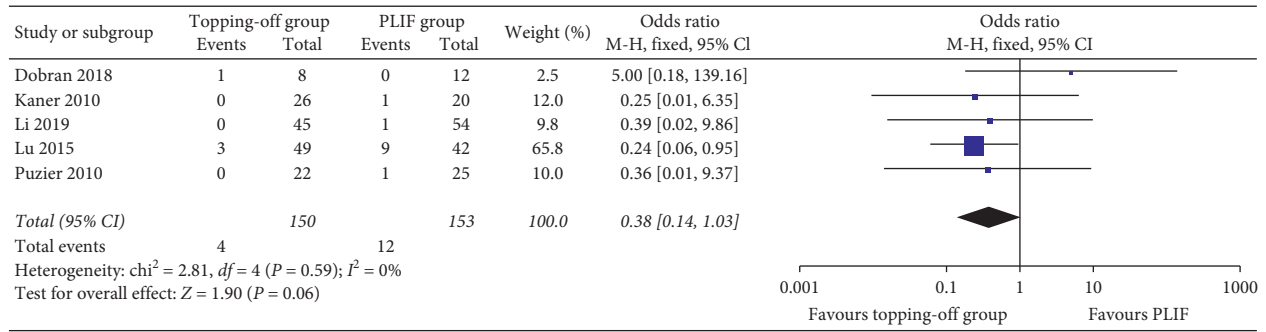 Study or subgroup Topping-off group PLIF group Weight (%) Odds ratio Odds ratio
Events Total Events Total M-H, fixed, 95% Cl M-H, fixed, 95% CI
Dobran 2018 1 8 0 12 2.5 5.00 [0.18, 139.16]
Kaner 2010 0 26 1 20 12.0 0.25 [0.01, 6.35]
Li 2019 0 45 1 54 9.8 0.39 [0.02, 9.86]
Lu 2015 3 49 9 42 65.8 0.24 [0.06, 0.95]
Puzier 2010 0 22 1 25 10.0 0.36 [0.01, 9.37]
Total (95% CI) 150 153 100.0 0.38 [0.14, 1.03]
Total events 4 12
Heterogeneity: chi² = 2.81, df = 4 (P = 0.59); I² = 0%
Test for overall effect: Z = 1.90 (P = 0.06)
0.001 0.1 1 10 1000
Favours topping-off group Favours PLIF